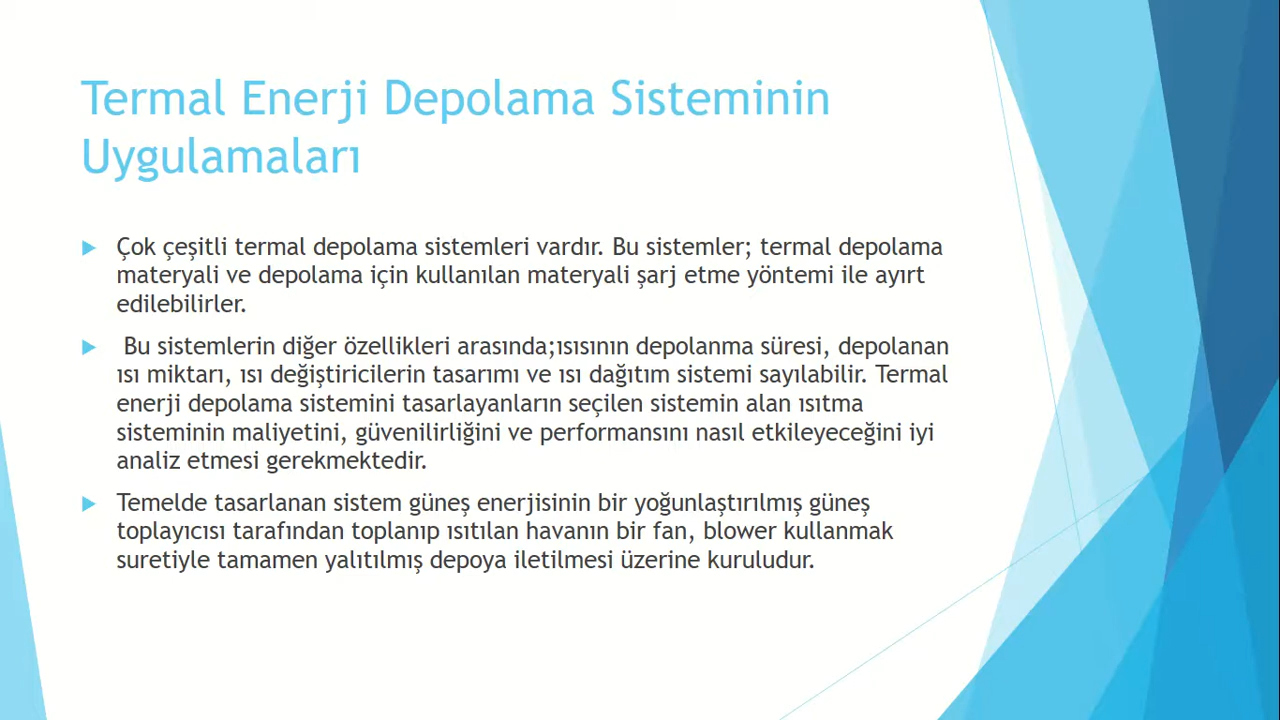 Termal Enerji Depolama Sisteminin
Uygulamaları
Çok çeşitli termal depolama sistemleri vardır. Bu sistemler; termal depolama
materyali ve depolama için kullanılan materyali şarj etme yöntemi ile ayırt
edilebilirler.
Bu sistemlerin diğer özellikleri arasında;ısısının depolanma süresi, depolanan
ısı miktarı, ısı değiştiricilerin tasarımı ve ısı dağıtım sistemi sayılabilir. Termal
enerji depolama sistemini tasarlayanların seçilen sistemin alan ısıtma
sisteminin maliyetini, güvenilirliğini ve performansını nasıl etkileyeceğini iyi
analiz etmesi gerekmektedir.
Temelde tasarlanan sistem güneş enerjisinin bir yoğunlaştırılmış güneş
toplayıcısı tarafından toplanıp ısıtılan havanın bir fan, blower kullanmak
suretiyle tamamen yalıtılmış depoya iletilmesi üzerine kuruludur.